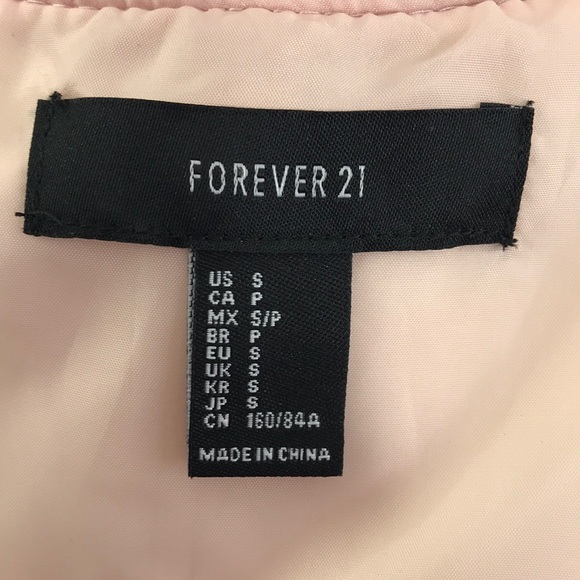 FOREVER 21
US S
CA P
MX S/P
BR P
EU S
UK S
KR S
JP S
CN 160/84A
MADE IN CHINA